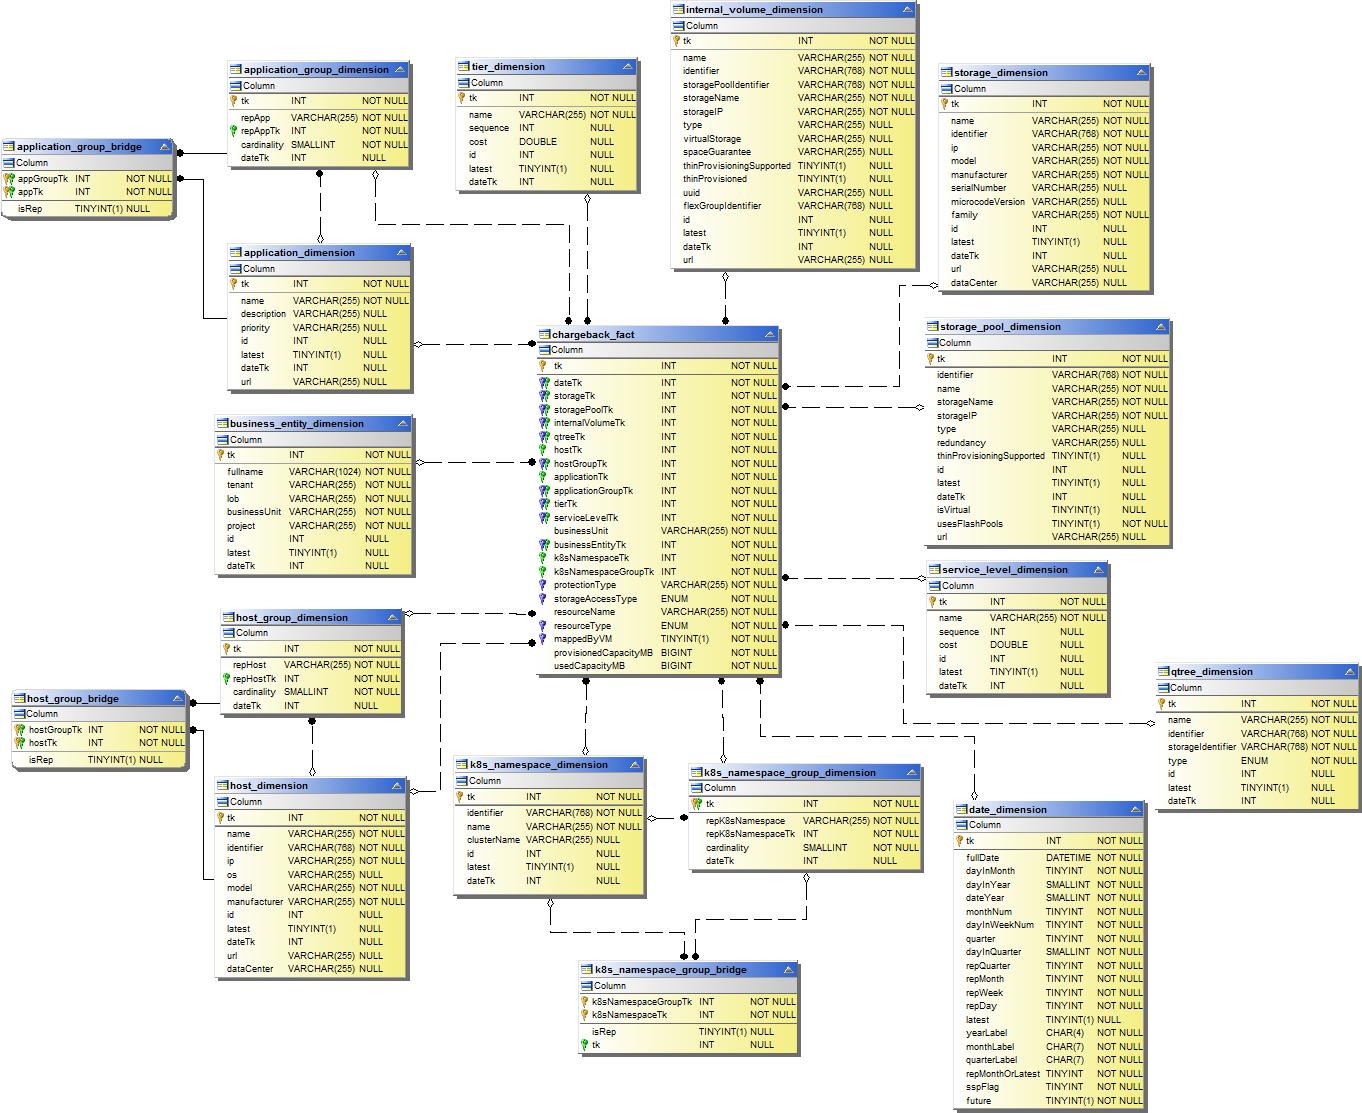 internal_volume_dimension
Column
tk INT NOT NULL
name VARCHAR(255) NOT NULL
identifier VARCHAR(768) NOT NULL
storagePoolIdentifier VARCHAR(768) NOT NULL
storageName VARCHAR(255) NOT NULL
storageIP VARCHAR(255) NOT NULL
type VARCHAR(255) NULL
virtualStorage VARCHAR(255) NULL
spaceGuarantee VARCHAR(255) NULL
thinProvisioningSupported TINYINT(1) NULL
thinProvisioned TINYINT(1) NULL
uuid VARCHAR(255) NULL
flexGroupIdentifier VARCHAR(768) NULL
id INT NULL
latest TINYINT(1) NULL
dateTk INT NULL
url VARCHAR(255) NULL
application_group_dimension
Column
tk INT NOT NULL
repApp VARCHAR(255) NOT NULL
repAppTk INT NOT NULL
cardinality SMALLINT NOT NULL
dateTk INT NULL
tier_dimension
Column
tk INT NOT NULL
name VARCHAR(255) NOT NULL
sequence INT NULL
cost DOUBLE NULL
id INT NULL
latest TINYINT(1) NULL
dateTk INT NULL
storage_dimension
Column
tk INT NOT NULL
name VARCHAR(255) NOT NULL
identifier VARCHAR(768) NOT NULL
ip VARCHAR(255) NOT NULL
model VARCHAR(255) NOT NULL
manufacturer VARCHAR(255) NOT NULL
serialNumber VARCHAR(255) NULL
microcodeVersion VARCHAR(255) NULL
family VARCHAR(255) NOT NULL
id INT NULL
latest TINYINT(1) NULL
dateTk INT NULL
url VARCHAR(255) NULL
dataCenter VARCHAR(255) NULL
application_group_bridge
Column
appGroupTk INT NOT NULL
appTk INT NOT NULL
isRep TINYINT(1) NULL
application_dimension
Column
tk INT NOT NULL
name VARCHAR(255) NOT NULL
description VARCHAR(255) NULL
priority VARCHAR(255) NULL
id INT NULL
latest TINYINT(1) NULL
dateTk INT NULL
url VARCHAR(255) NULL
chargeback_fact
Column
tk INT NOT NULL
dateTk INT NOT NULL
storageTk INT NOT NULL
storagePoolTk INT NOT NULL
internalVolumeTk INT NOT NULL
qtreeTk INT NOT NULL
hostTk INT NOT NULL
hostGroupTk INT NOT NULL
applicationTk INT NOT NULL
applicationGroupTk INT NOT NULL
tierTk INT NOT NULL
serviceLevelTk INT NOT NULL
businessUnit VARCHAR(255) NOT NULL
businessEntityTk INT NOT NULL
k8sNamespaceTk INT NOT NULL
k8sNamespaceGroupTk INT NOT NULL
protectionType VARCHAR(255) NOT NULL
storageAccessType ENUM NOT NULL
resourceName VARCHAR(255) NOT NULL
resourceType ENUM NOT NULL
mappedByVM TINYINT(1) NOT NULL
provisionedCapacityMB BIGINT NOT NULL
usedCapacityMB BIGINT NOT NULL
storage_pool_dimension
Column
tk INT NOT NULL
identifier VARCHAR(768) NOT NULL
name VARCHAR(255) NOT NULL
storageName VARCHAR(255) NOT NULL
storageIP VARCHAR(255) NOT NULL
type VARCHAR(255) NULL
redundancy VARCHAR(255) NULL
thinProvisioningSupported TINYINT(1) NULL
id INT NULL
latest TINYINT(1) NULL
dateTk INT NULL
isVirtual TINYINT(1) NULL
usesFlashPools TINYINT(1) NOT NULL
url VARCHAR(255) NULL
business_entity_dimension
Column
tk INT NOT NULL
fullname VARCHAR(1024) NOT NULL
tenant VARCHAR(255) NOT NULL
lob VARCHAR(255) NOT NULL
businessUnit VARCHAR(255) NOT NULL
project VARCHAR(255) NOT NULL
id INT NULL
latest TINYINT(1) NULL
dateTk INT NULL
service_level_dimension
Column
tk INT NOT NULL
name VARCHAR(255) NOT NULL
sequence INT NULL
cost DOUBLE NULL
id INT NULL
latest TINYINT(1) NULL
dateTk INT NULL
host_group_dimension
Column
tk INT NOT NULL
repHost VARCHAR(255) NOT NULL
repHostTk INT NOT NULL
cardinality SMALLINT NOT NULL
dateTk INT NULL
host_group_bridge
Column
hostGroupTk INT NOT NULL
hostTk INT NOT NULL
isRep TINYINT(1) NULL
qtree_dimension
Column
tk INT NOT NULL
name VARCHAR(255) NOT NULL
identifier VARCHAR(768) NOT NULL
storageIdentifier VARCHAR(768) NOT NULL
type ENUM NOT NULL
id INT NULL
latest TINYINT(1) NULL
dateTk INT NULL
host_dimension
Column
tk INT NOT NULL
name VARCHAR(255) NOT NULL
identifier VARCHAR(768) NOT NULL
ip VARCHAR(255) NOT NULL
os VARCHAR(255) NULL
model VARCHAR(255) NOT NULL
manufacturer VARCHAR(255) NOT NULL
id INT NULL
latest TINYINT(1) NULL
dateTk INT NULL
url VARCHAR(255) NULL
dataCenter VARCHAR(255) NULL
k8s_namespace_dimension
Column
tk INT NOT NULL
identifier VARCHAR(768) NOT NULL
name VARCHAR(255) NOT NULL
clusterName VARCHAR(255) NULL
id INT NULL
latest TINYINT(1) NULL
dateTk INT NULL
k8s_namespace_group_dimension
Column
tk INT NOT NULL
repK8sNamespace VARCHAR(255) NOT NULL
repK8sNamespaceTk INT NOT NULL
cardinality SMALLINT NOT NULL
dateTk INT NULL
date_dimension
Column
tk INT NOT NULL
fullDate DATETIME NOT NULL
dayInMonth TINYINT NOT NULL
dayInYear SMALLINT NOT NULL
dateYear SMALLINT NOT NULL
monthNum TINYINT NOT NULL
dayInWeekNum TINYINT NOT NULL
quarter TINYINT NOT NULL
dayInQuarter SMALLINT NOT NULL
repQuarter TINYINT NOT NULL
repMonth TINYINT NOT NULL
repWeek TINYINT NOT NULL
repDay TINYINT NOT NULL
latest TINYINT(1) NULL
yearLabel CHAR(4) NOT NULL
monthLabel CHAR(7) NOT NULL
quarterLabel CHAR(7) NOT NULL
repMonthOrLatest TINYINT NOT NULL
sspFlag TINYINT NOT NULL
future TINYINT(1) NOT NULL
k8s_namespace_group_bridge
Column
k8sNamespaceGroupTk INT NOT NULL
k8sNamespaceTk INT NOT NULL
isRep TINYINT(1) NULL
tk INT NOT NULL